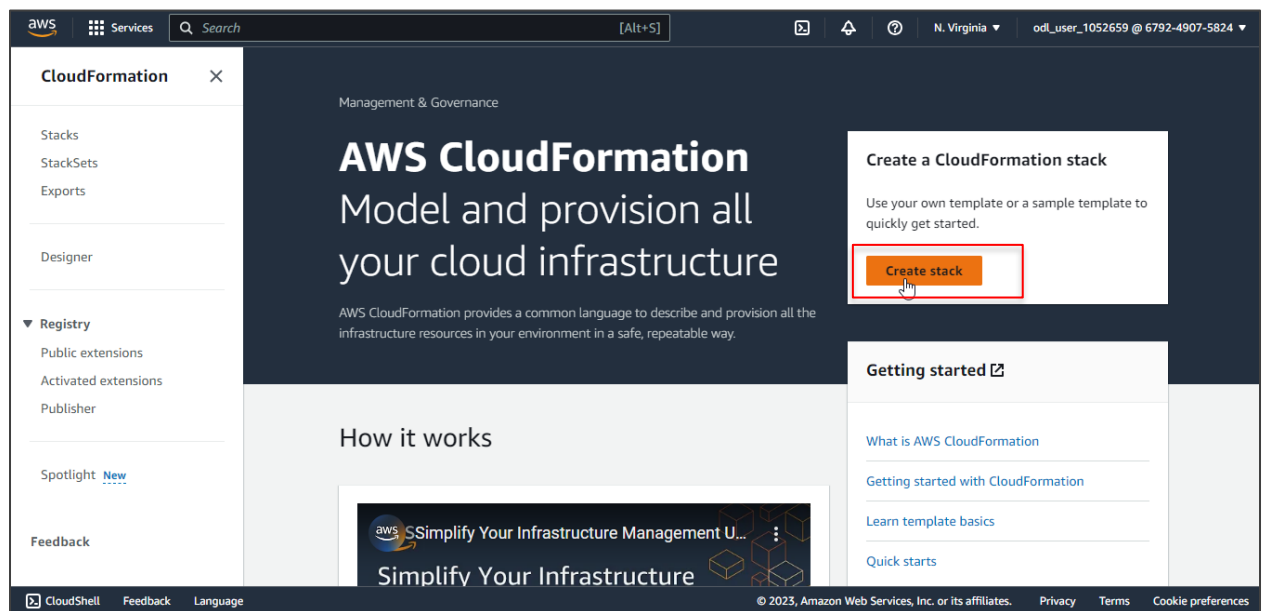 aws
Services
Search
[Alt+S]
N. Virginia
odl_user_1052659 @ 6792-4907-5824
CloudFormation
Stacks
StackSets
Exports
Designer
Registry
Public extensions
Activated extensions
Publisher
Spotlight New
Feedback
Management & Governance
AWS CloudFormation
Model and provision all
your cloud infrastructure
AWS CloudFormation provides a common language to describe and provision all the
infrastructure resources in your environment in a safe, repeatable way.
Create a CloudFormation stack
Use your own template or a sample template to
quickly get started.
Create stack
Getting started
What is AWS CloudFormation
Getting started with CloudFormation
Learn template basics
Quick starts
How it works
aws
SSimplify Your Infrastructure Management U...
Simplify Your Infrastructure
CloudShell
Feedback
Language
© 2023, Amazon Web Services, Inc. or its affiliates.
Privacy
Terms
Cookie preferences